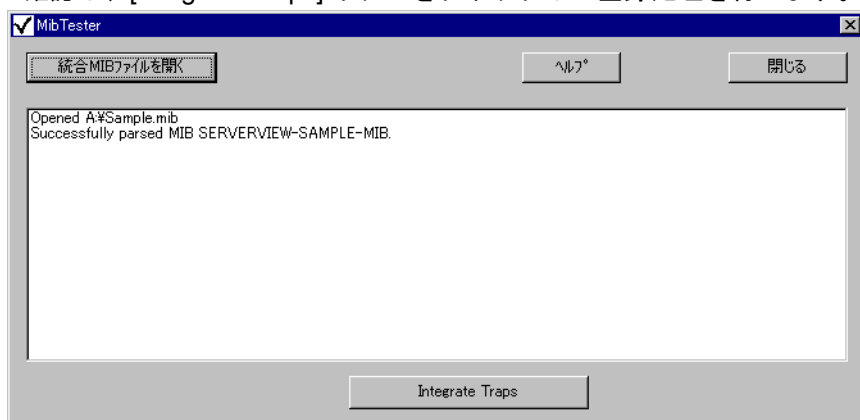 MibTester
統合MIBファイルを開く ヘルプ 閉じる
Opened A:¥Sample.mib
Successfully parsed MIB SERVERVIEW-SAMPLE-MIB.
Integrate Traps